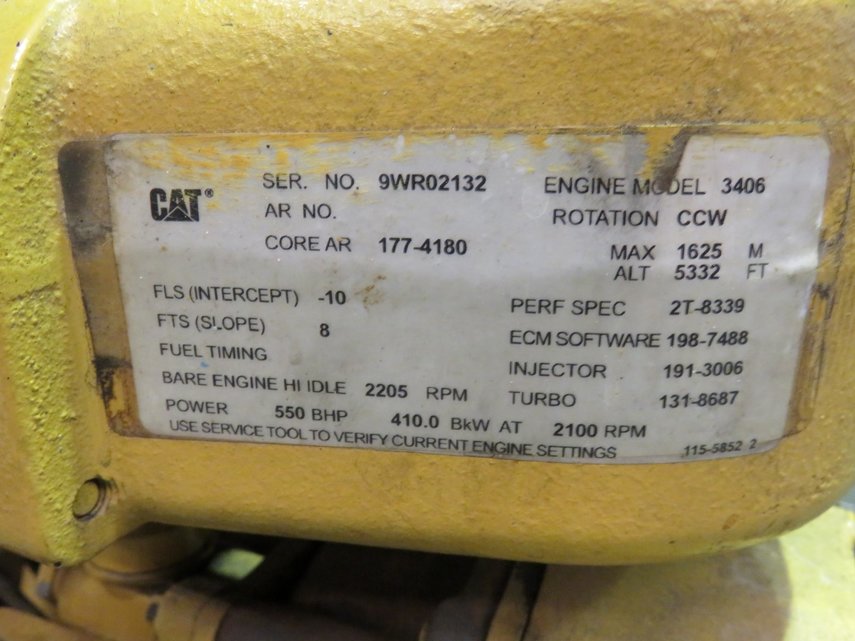 CAT®
SER. NO. 9WR02132 ENGINE MODEL 3406
AR NO. ROTATION CCW
CORE AR 177-4180 MAX 1625 M
ALT 5332 FT
FLS (INTERCEPT) -10 PERF SPEC 2T-8339
FTS (SLOPE) 8 ECM SOFTWARE 198-7488
FUEL TIMING INJECTOR 191-3006
BARE ENGINE HI IDLE 2205 RPM TURBO 131-8687
POWER 550 BHP 410.0 BkW AT 2100 RPM
USE SERVICE TOOL TO VERIFY CURRENT ENGINE SETTINGS 115-5852 2